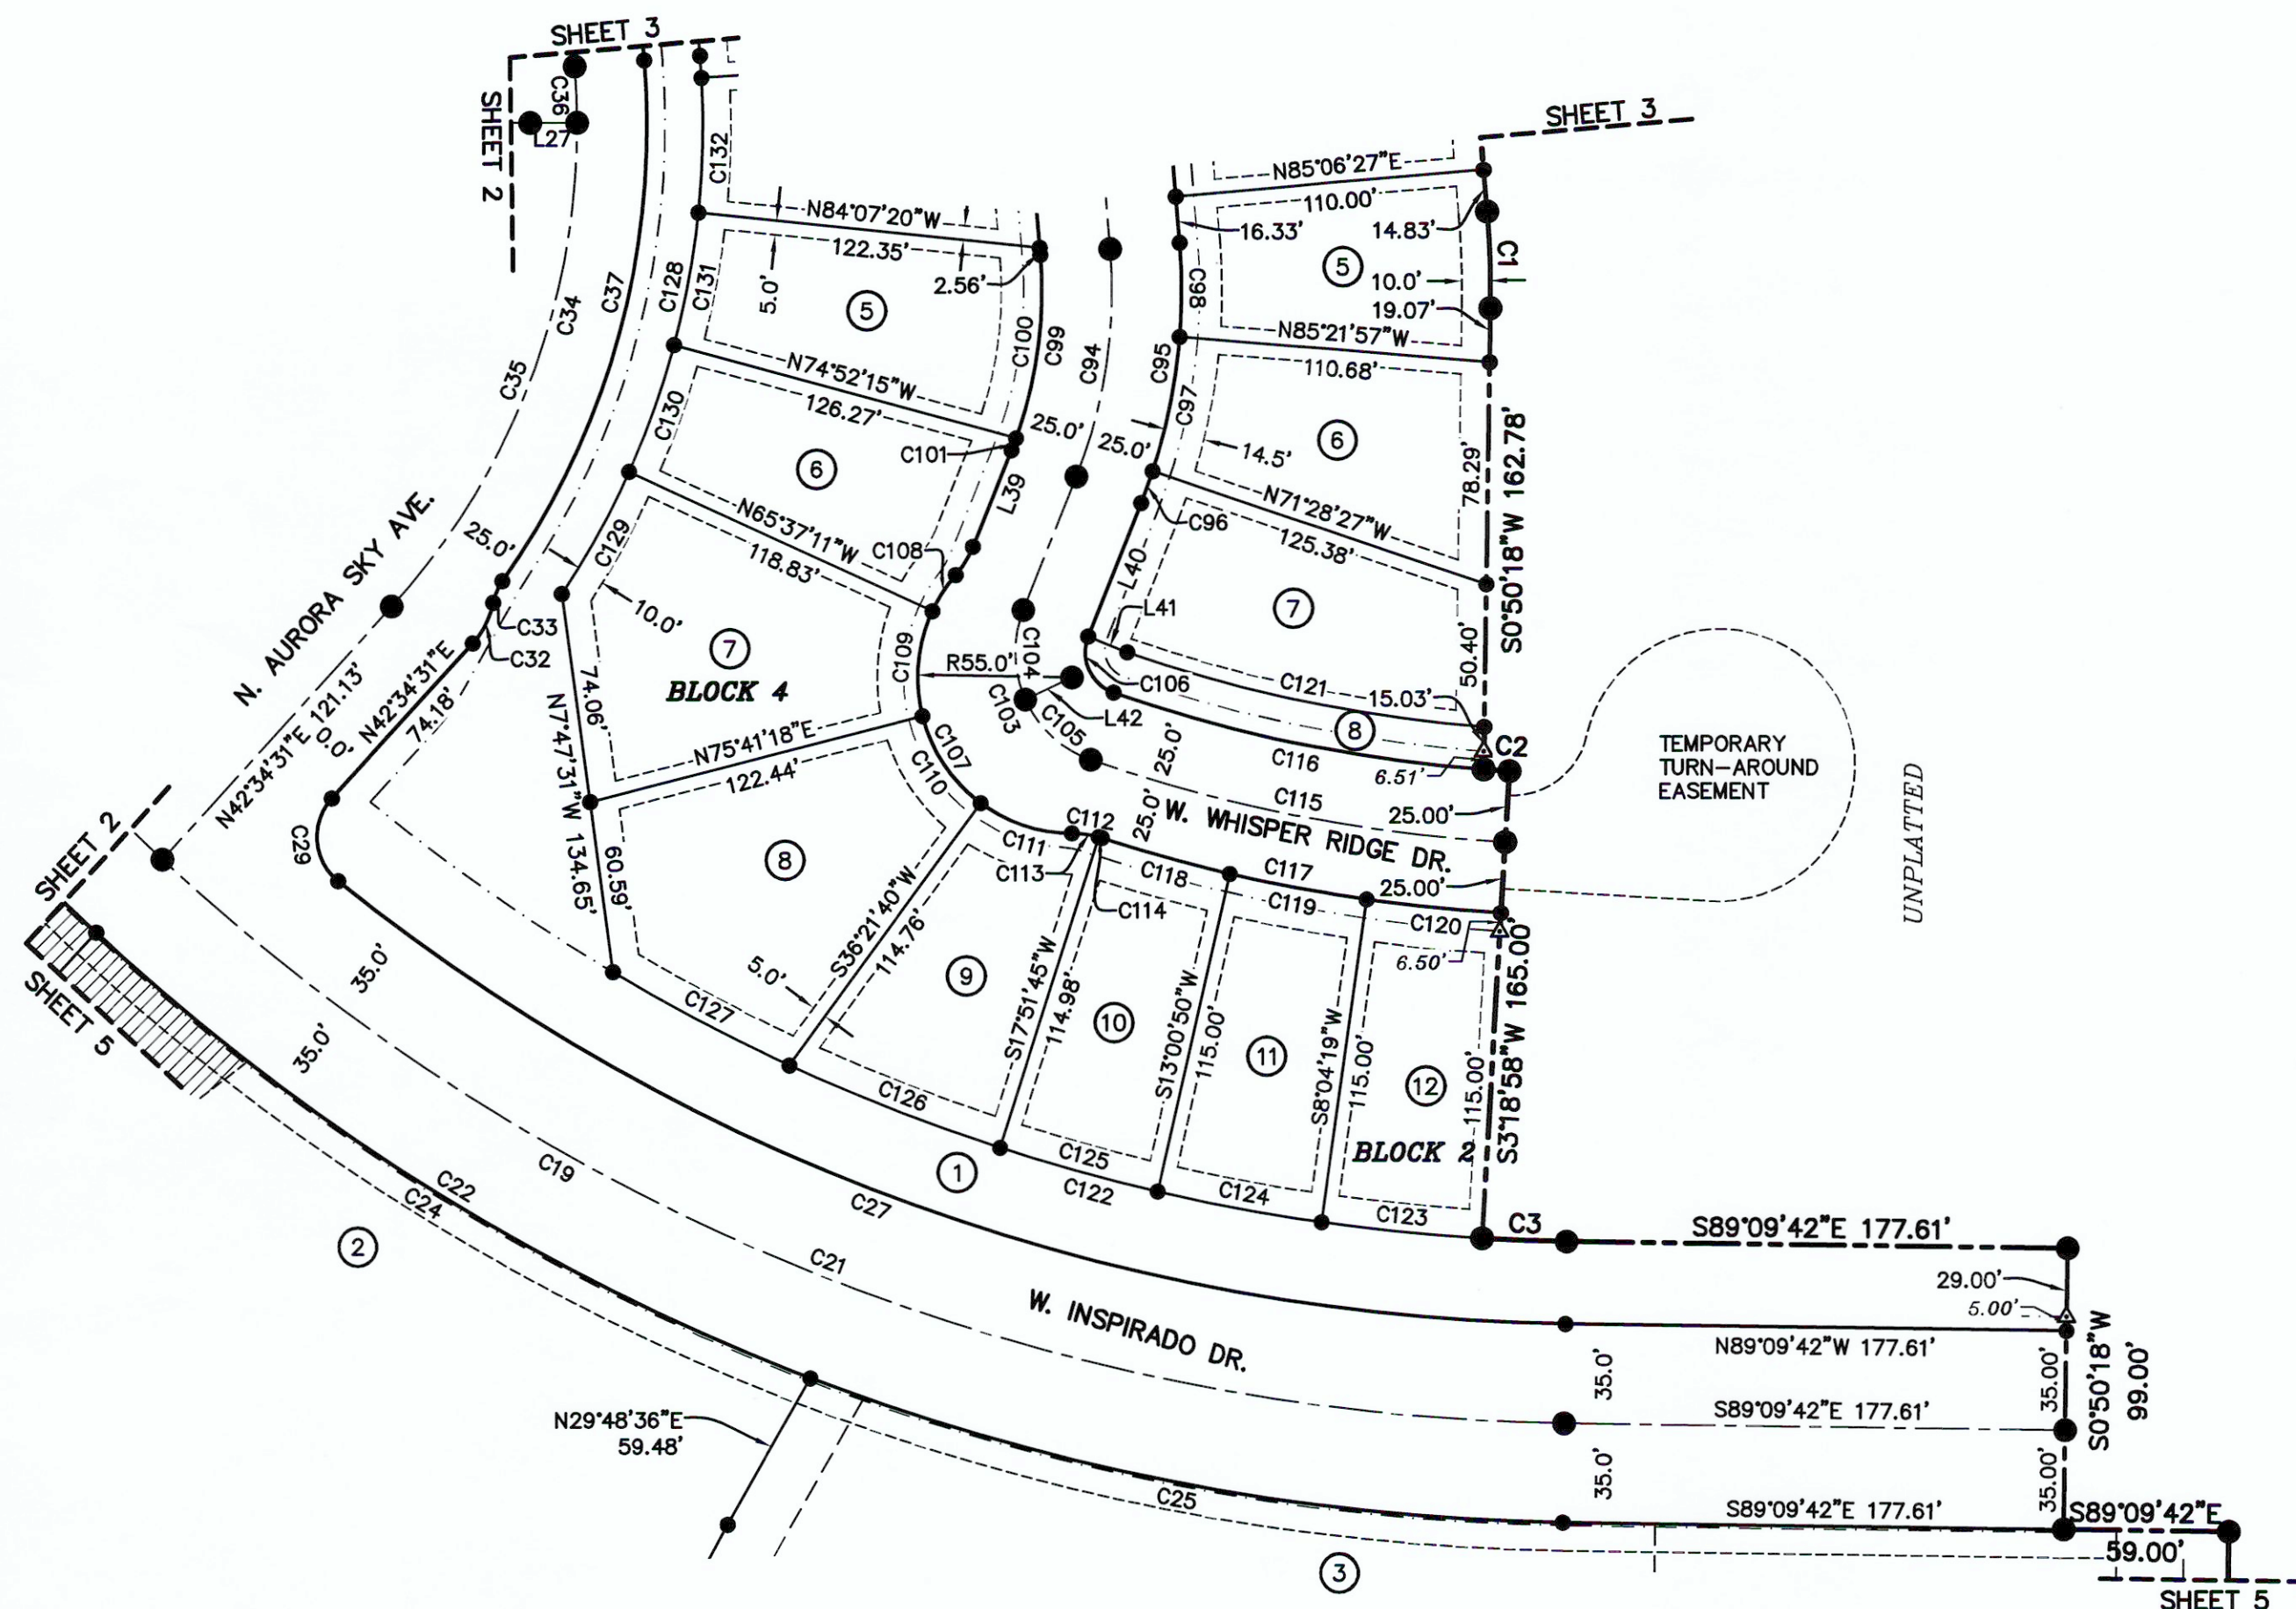 SHEET 3
SHEET 2
C36
L27
C132
SHEET 3
N85°06'27"E
110.00'
16.33'
14.83'
C1
5
10.0'
19.07'
C98
N85°21'57"W
110.68'
N84°07'20"W
122.35'
2.56'
5.0'
5
C128
C131
C37
C34
C35
C100
C99
C94
C95
C97
N74°52'15"W
126.27'
C130
6
C101
25.0'
25.0'
14.5'
6
78.29'
S0°50'18"W 162.78'
N71°28'27"W
125.38'
C96
L39
L40
L41
N65°37'11"W
118.83'
C108
C129
10.0'
7
BLOCK 4
C109
R55.0'
C104
C103
C105
L42
C106
7
50.40'
C121
15.03'
8
C2
C116
6.51'
N. AURORA SKY AVE.
25.0'
C33
C32
N42°34'31"E 121.13'
0.0'
N42°34'31"E
74.18'
74.06'
N7°47'31"W 134.65'
60.59'
N75°41'18"E
122.44'
C107
C110
C111
C112
C113
C114
25.0'
25.0'
C115
W. WHISPER RIDGE DR.
25.00'
25.00'
TEMPORARY
TURN-AROUND
EASEMENT
UNPLATTED
C117
C118
C119
C120
6.50'
SHEET 2
SHEET 5
C29
35.0'
35.0'
8
5.0'
S36°21'40"W
114.76'
9
S17°51'45"W
114.98'
10
S13°00'50"W
115.00'
11
S8°04'19"W
115.00'
12
BLOCK 2
115.00'
S3°18'58"W 165.00'
C127
C126
C125
C122
C124
C123
C3
S89°09'42"E 177.61'
1
C27
C19
C22
C24
2
C21
W. INSPIRADO DR.
29.00'
5.00'
N89°09'42"W 177.61'
35.0'
35.00'
S0°50'18"W
99.00'
S89°09'42"E 177.61'
35.0'
35.00'
N29°48'36"E
59.48'
C25
S89°09'42"E 177.61'
S89°09'42"E
59.00'
3
SHEET 5